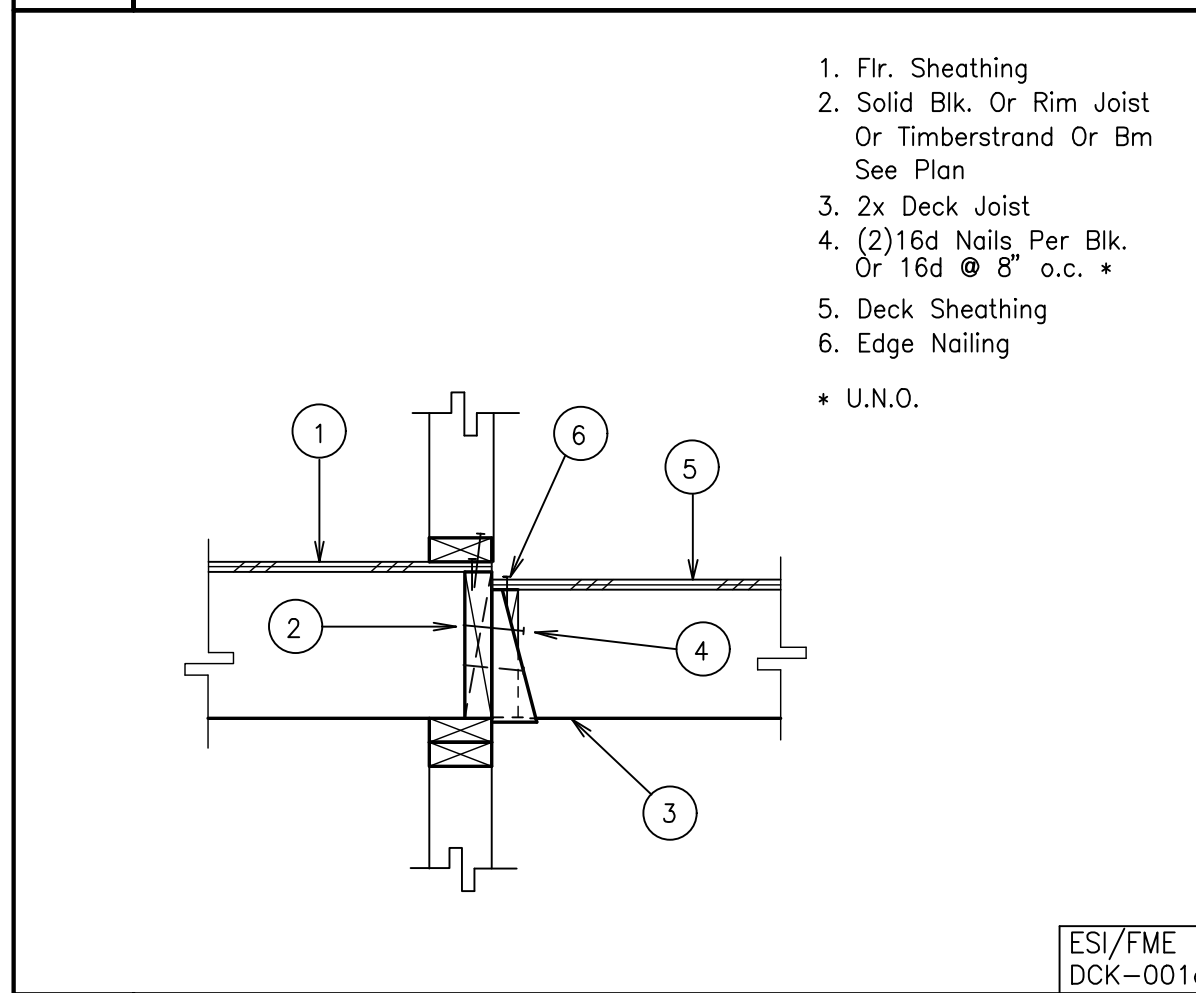 1. Flr. Sheathing
2. Solid Blk. Or Rim Joist
Or Timberstrand Or Bm
See Plan
3. 2x Deck Joist
4. (2)16d Nails Per Blk.
Or 16d @ 8" o.c. *
5. Deck Sheathing
6. Edge Nailing
* U.N.O.
1
6
5
2
4
3
ESI/FME